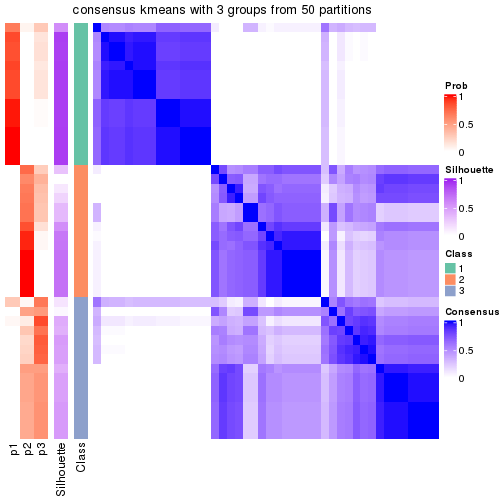 consensus kmeans with 3 groups from 50 partitions
Prob
1
0.5
0
Silhouette
1
0.5
0
Class
1
2
3
Consensus
1
0.5
0
p1
p2
p3
Silhouette
Class